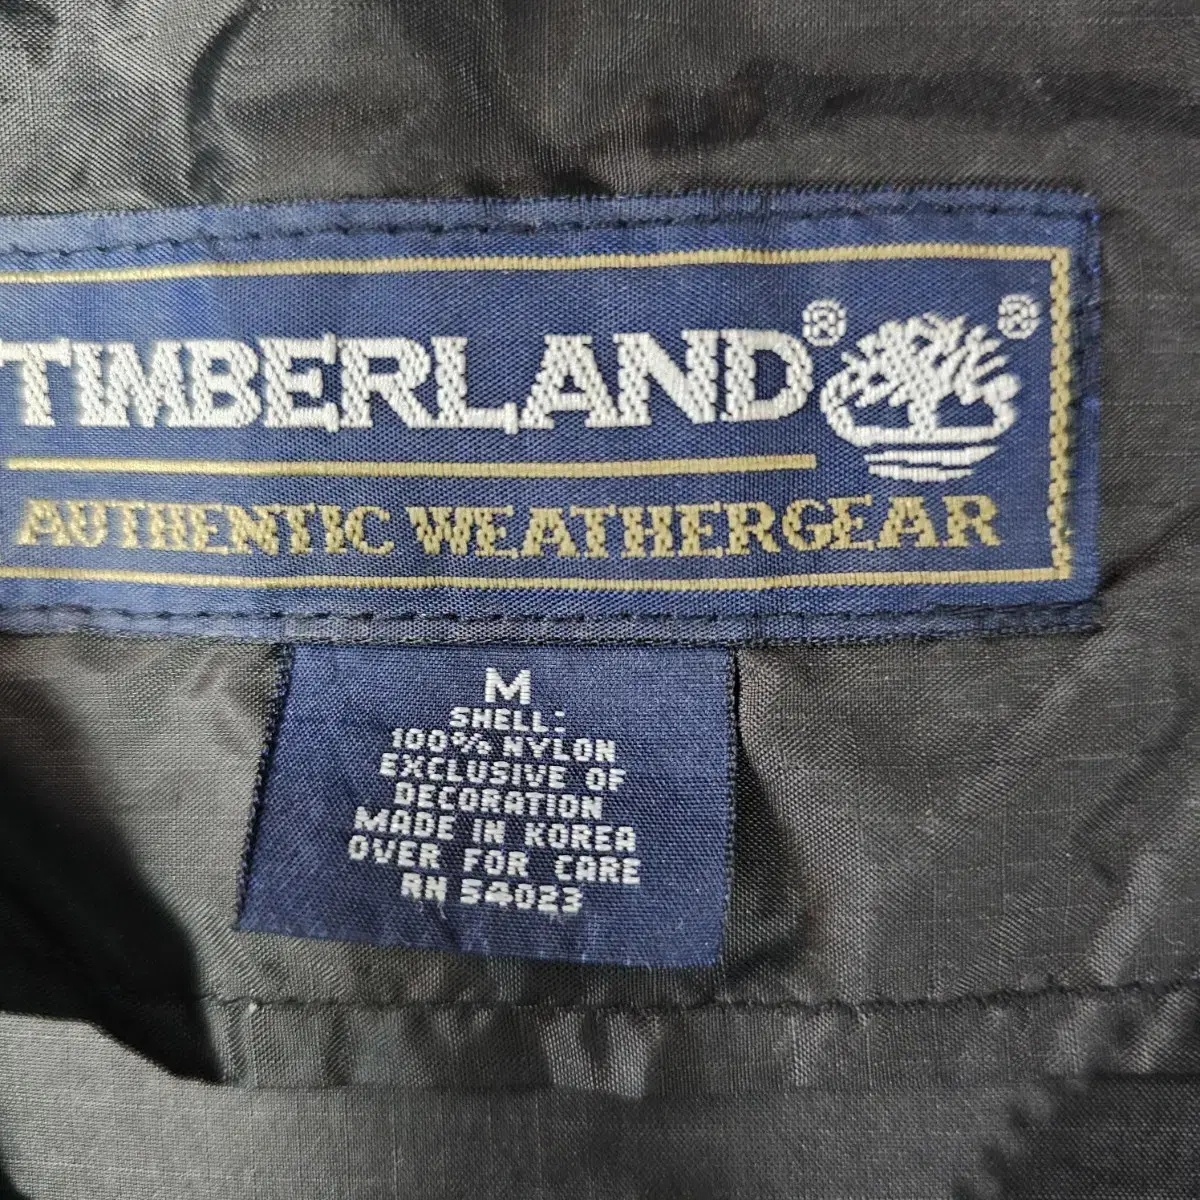 TIMBERLAND® ®
AUTHENTIC WEATHERGEAR
M
SHELL:
100% NYLON
EXCLUSIVE OF
DECORATION
MADE IN KOREA
OVER FOR CARE
RN 54023